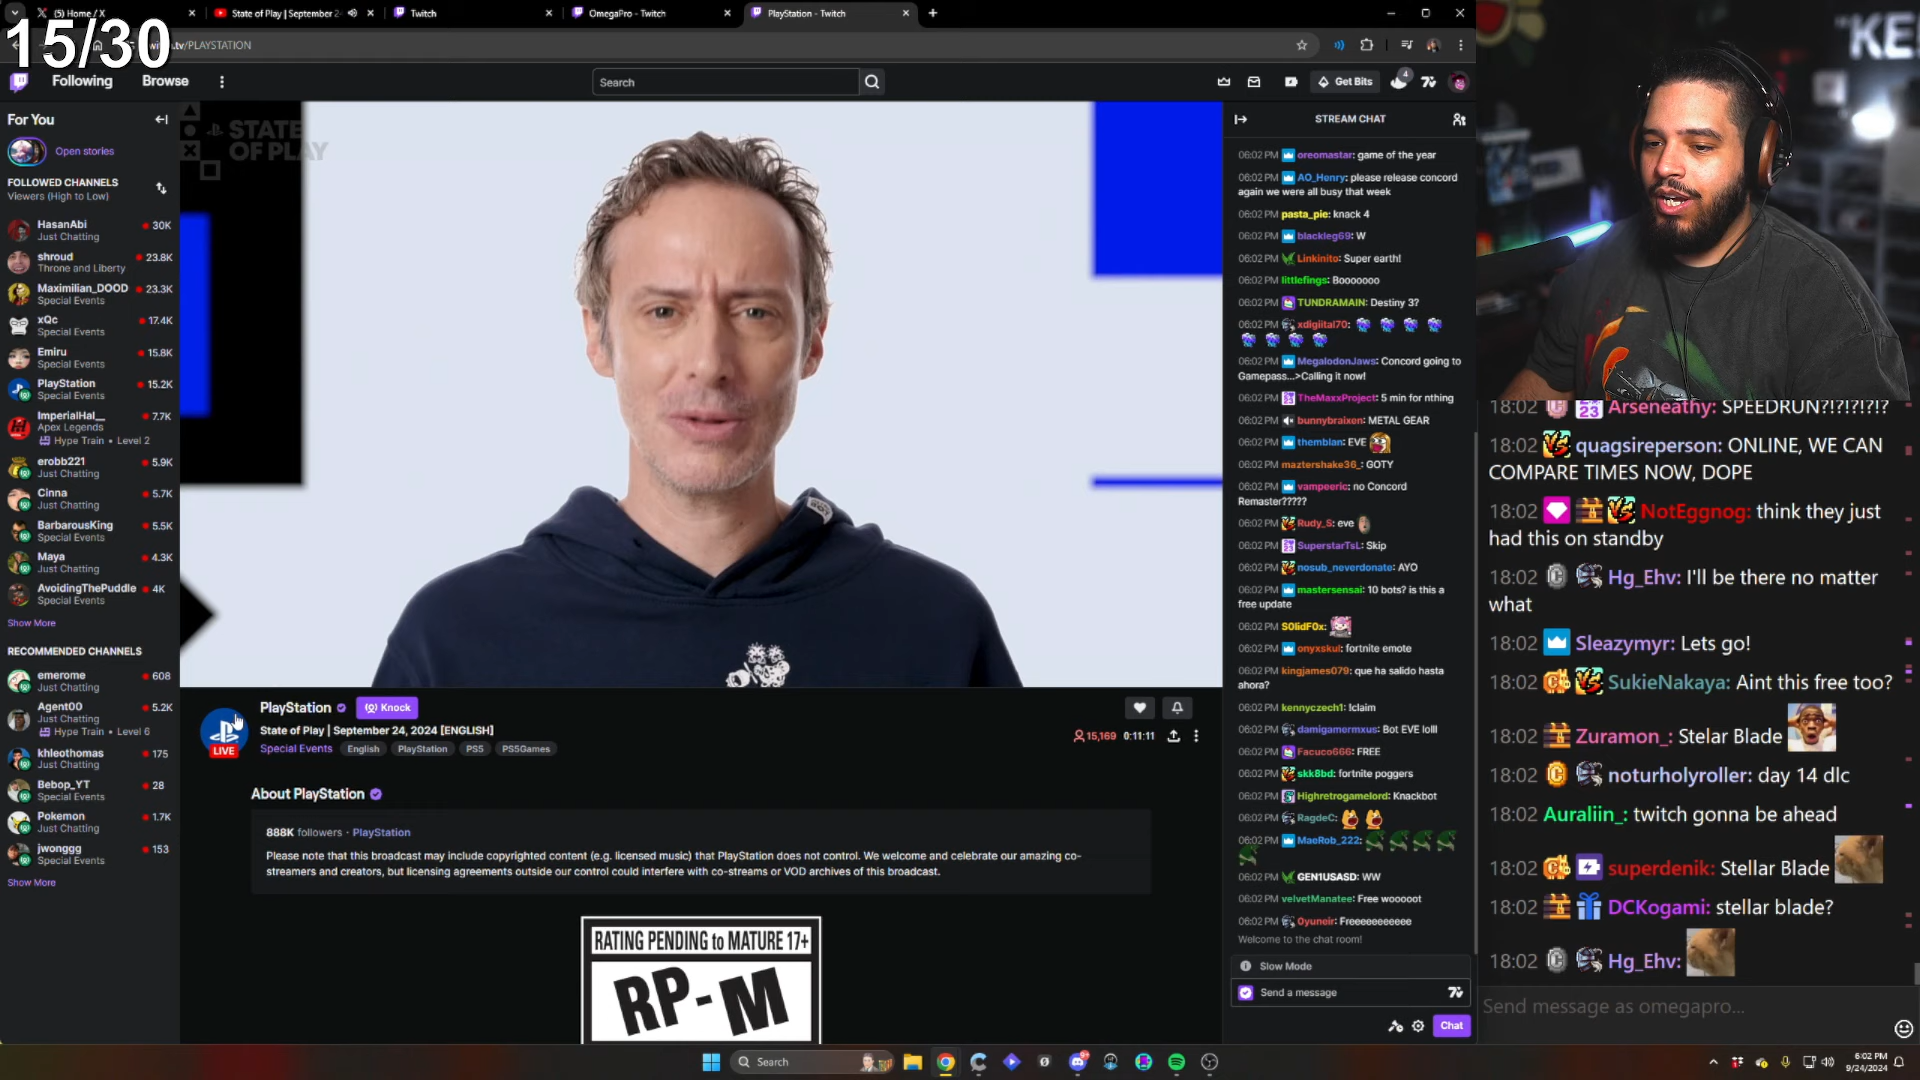 15/30
(5) Home / X
State of Play | September 2
Twitch
OmegaPro - Twitch
PlayStation - Twitch
tv/PLAYSTATION
Following
Browse
Search
4
Get Bits
For You
Open stories
FOLLOWED CHANNELS
Viewers (High to Low)
HasanAbi
30K
Just Chatting
shroud
23.8K
Throne and Liberty
Maximilian_DOOD
23.3K
Special Events
xQc
17.4K
Special Events
Emiru
15.8K
Special Events
PlayStation
15.2K
Special Events
ImperialHal__
7.7K
Apex Legends
Hype Train • Level 2
erobb221
5.9K
Just Chatting
Cinna
5.7K
Just Chatting
BarbarousKing
5.5K
Special Events
Maya
4.3K
Just Chatting
AvoidingThePuddle
4K
Special Events
Show More
RECOMMENDED CHANNELS
emerome
608
Just Chatting
Agent00
5.2K
Just Chatting
Hype Train • Level 6
khleothomas
175
Just Chatting
Bebop_YT
28
Special Events
Pokemon
1.7K
Just Chatting
jwonggg
153
Special Events
Show More
STATE
OF PLAY
PlayStation
Knock
LIVE
State of Play | September 24, 2024 [ENGLISH]
Special Events
English
PlayStation
PS5
PS5Games
15,169
0:11:11
About PlayStation
888K followers · PlayStation
Please note that this broadcast may include copyrighted content (e.g. licensed music) that PlayStation does not control. We welcome and celebrate our amazing co-
streamers and creators, but licensing agreements outside our control could interfere with co-streams or VOD archives of this broadcast.
RATING PENDING to MATURE 17+
RP-M
STREAM CHAT
06:02 PM oreomastar: game of the year
06:02 PM AO_Henry: please release concord
again we were all busy that week
06:02 PM pasta_pie: knack 4
06:02 PM blackleg69: W
06:02 PM Linkinito: Super earth!
06:02 PM littlefings: Booooooo
06:02 PM TUNDRAMAIN: Destiny 3?
06:02 PM xdigiital70:
06:02 PM MegalodonJaws: Concord going to
Gamepass...>Calling it now!
06:02 PM TheMaxxProject: 5 min for nthing
06:02 PM bunnybraixen: METAL GEAR
06:02 PM themblan: EVE
06:02 PM maztershake36_: GOTY
06:02 PM vampeeric: no Concord
Remaster?????
06:02 PM Rudy_S: eve
06:02 PM SuperstarTsL: Skip
06:02 PM nosub_neverdonate: AYO
06:02 PM mastersensai: 10 bots? is this a
free update
06:02 PM S0lidF0x:
06:02 PM onyxskul: fortnite emote
06:02 PM kingjames079: que ha salido hasta
ahora?
06:02 PM kennyczech1: !claim
06:02 PM damigamermxus: Bot EVE lolll
06:02 PM Facuco666: FREE
06:02 PM skk8bd: fortnite poggers
06:02 PM Highretrogamelord: Knackbot
06:02 PM RagdeC:
06:02 PM MaeRob_222:
06:02 PM GEN1USASD: WW
06:02 PM velvetManatee: Free wooooot
06:02 PM 0yuneir: Freeeeeeeeeee
Welcome to the chat room!
Slow Mode
Send a message
Chat
"KE
18:02 Arseneathy: SPEEDRUN?!?!?!?!?
18:02 quagsireperson: ONLINE, WE CAN
COMPARE TIMES NOW, DOPE
18:02 NotEggnog: think they just
had this on standby
18:02 Hg_Ehv: I'll be there no matter
what
18:02 Sleazymyr: Lets go!
18:02 SukieNakaya: Aint this free too?
18:02 Zuramon_: Stelar Blade
18:02 noturholyroller: day 14 dlc
18:02 Auraliin_: twitch gonna be ahead
18:02 superdenik: Stellar Blade
18:02 DCKogami: stellar blade?
18:02 Hg_Ehv:
Send message as omegapro...
Search
6:02 PM
9/24/2024